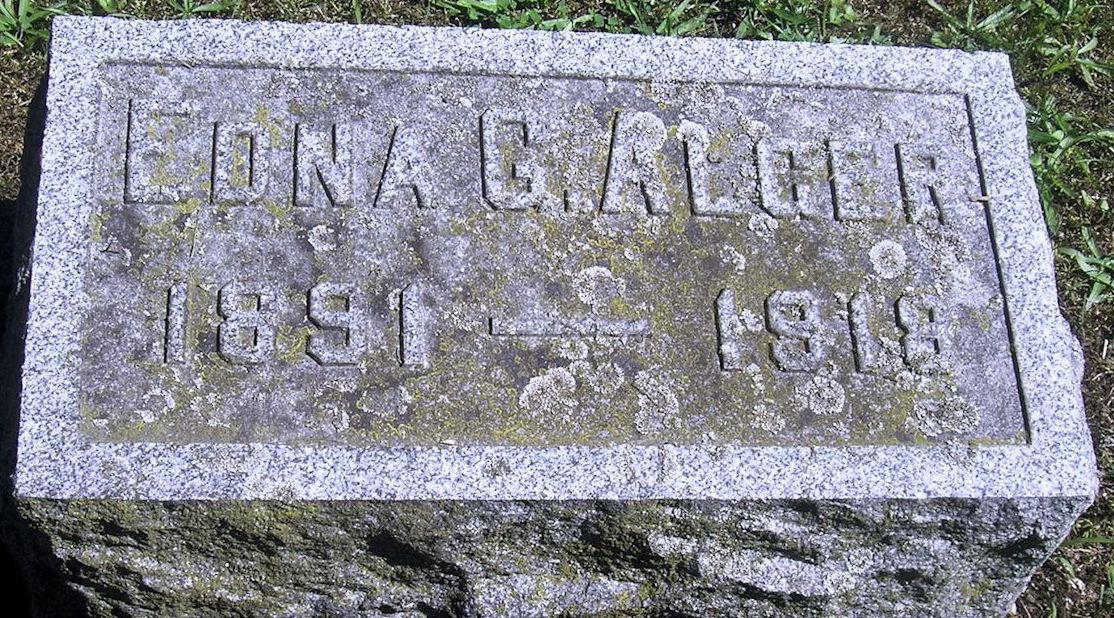 EDNA G. ALGER
1891 — 1918